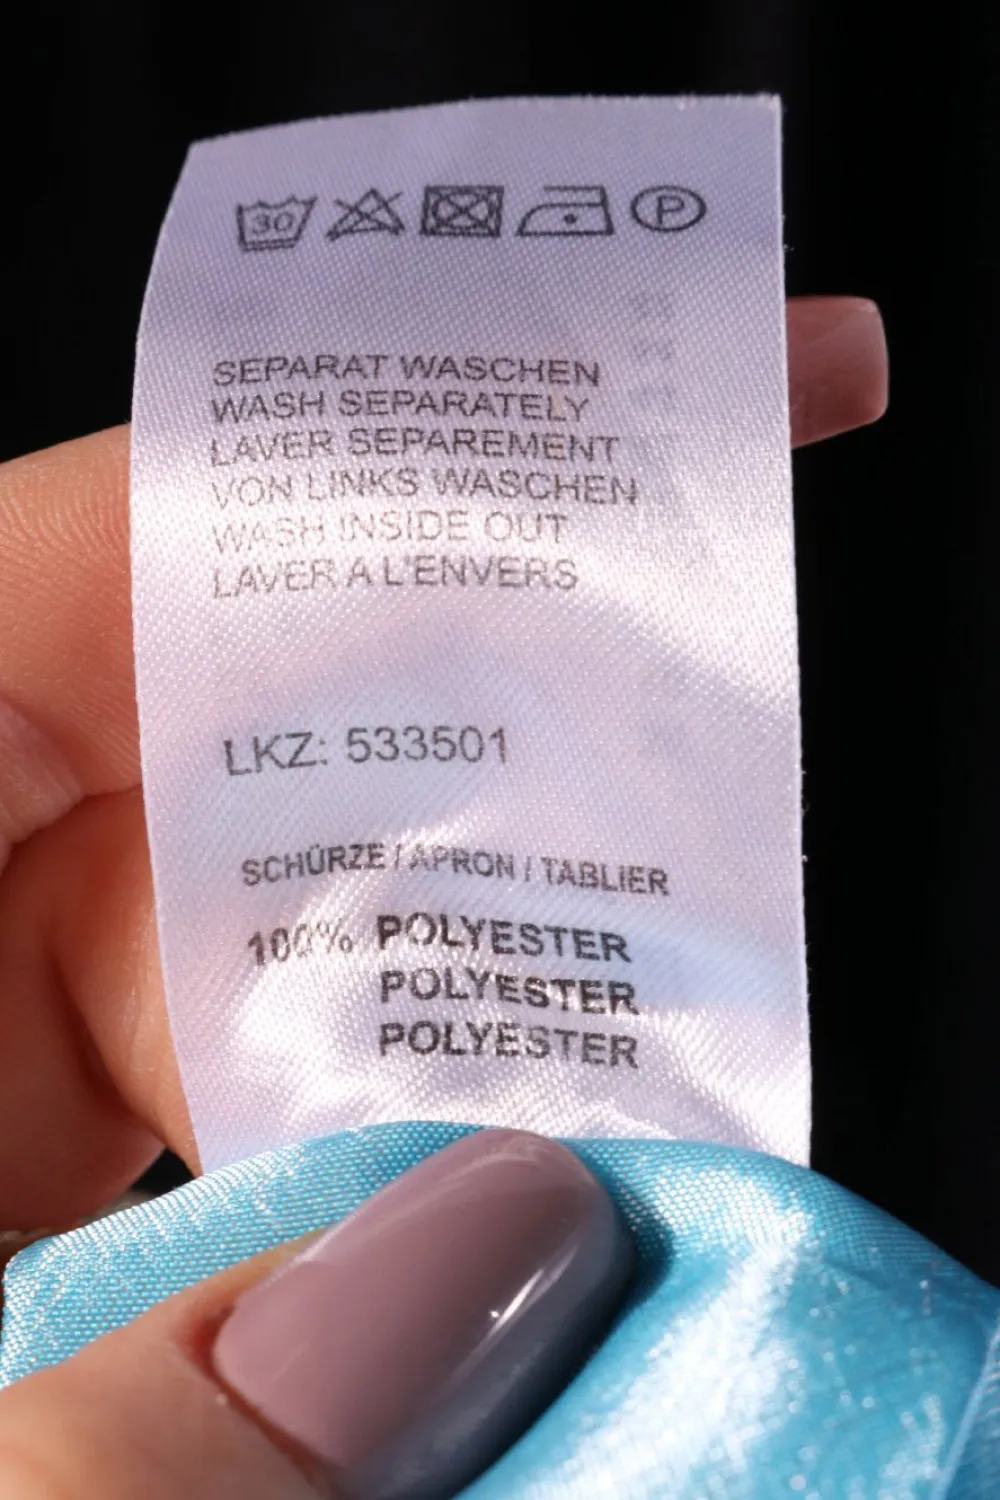 30 P
SEPARAT WASCHEN
WASH SEPARATELY
LAVER SEPAREMENT
VON LINKS WASCHEN
WASH INSIDE OUT
LAVER A L'ENVERS
LKZ: 533501
SCHÜRZE / APRON / TABLIER
100% POLYESTER
POLYESTER
POLYESTER